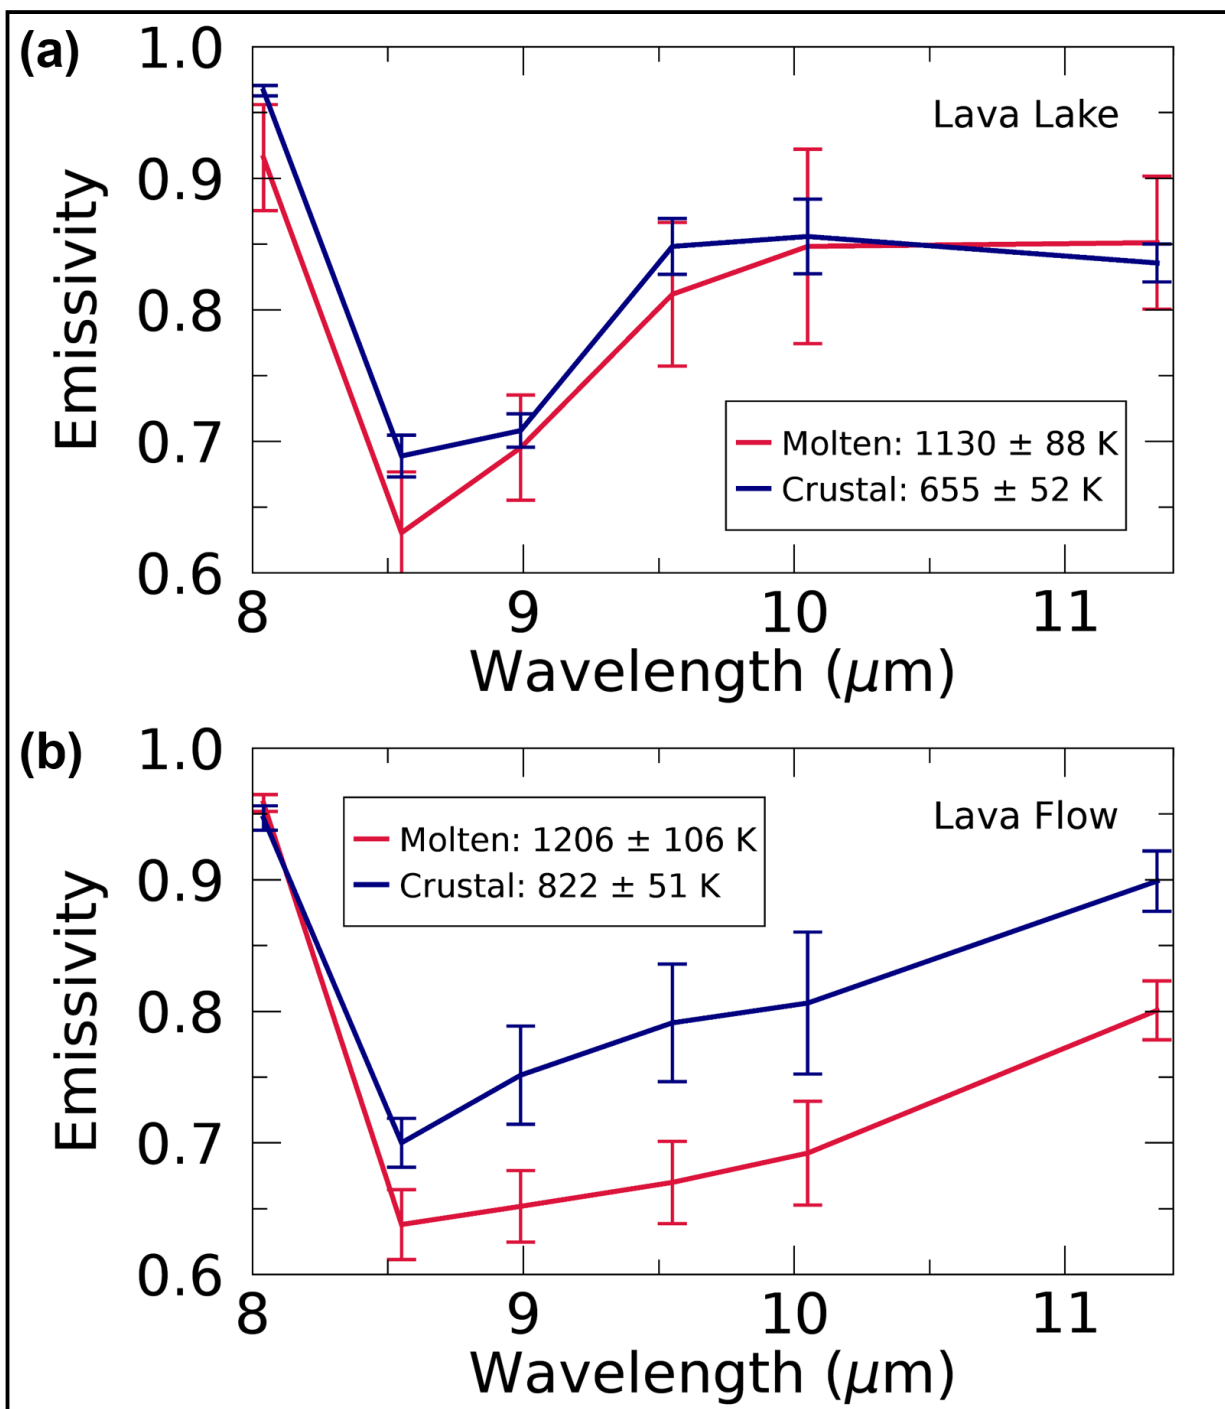 (a)
Lava Lake
1.0
0.9
0.8
0.7
0.6
Emissivity
Molten: 1130 ± 88 K
Crustal: 655 ± 52 K
8 9 10 11
Wavelength (μm)
(b)
Lava Flow
1.0
0.9
0.8
0.7
0.6
Emissivity
Molten: 1206 ± 106 K
Crustal: 822 ± 51 K
8 9 10 11
Wavelength (μm)